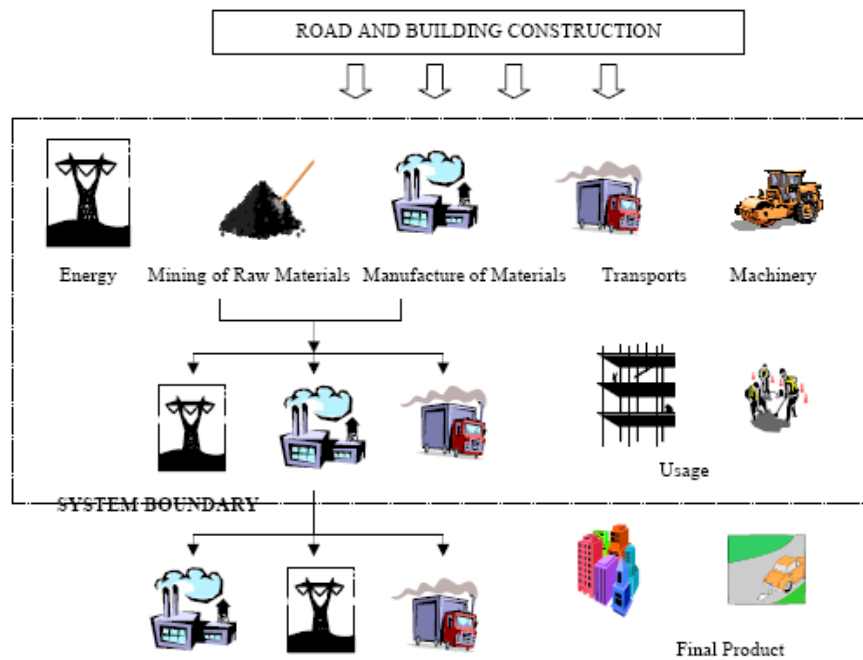 ROAD AND BUILDING CONSTRUCTION
Energy Mining of Raw Materials Manufacture of Materials Transports Machinery
Usage
SYSTEM BOUNDARY
Final Product